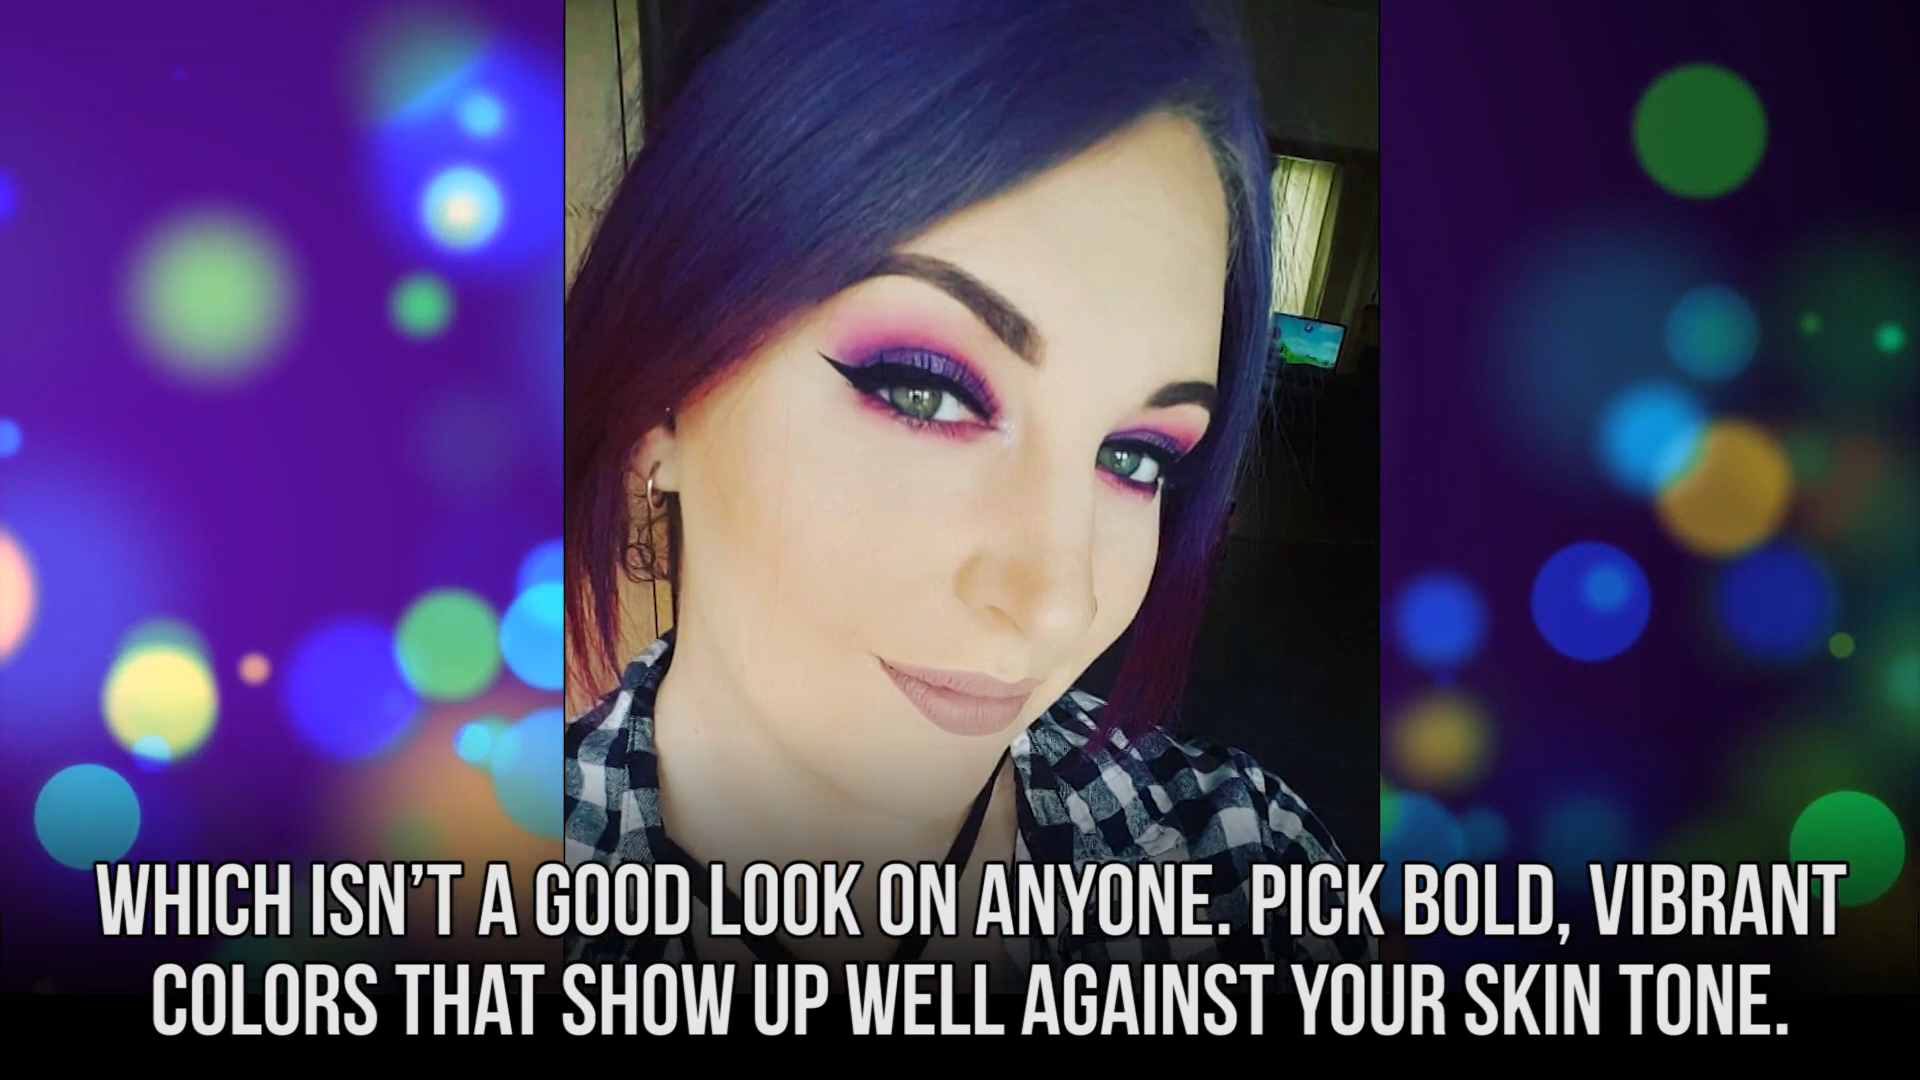 WHICH ISN’T A GOOD LOOK ON ANYONE. PICK BOLD, VIBRANT
COLORS THAT SHOW UP WELL AGAINST YOUR SKIN TONE.